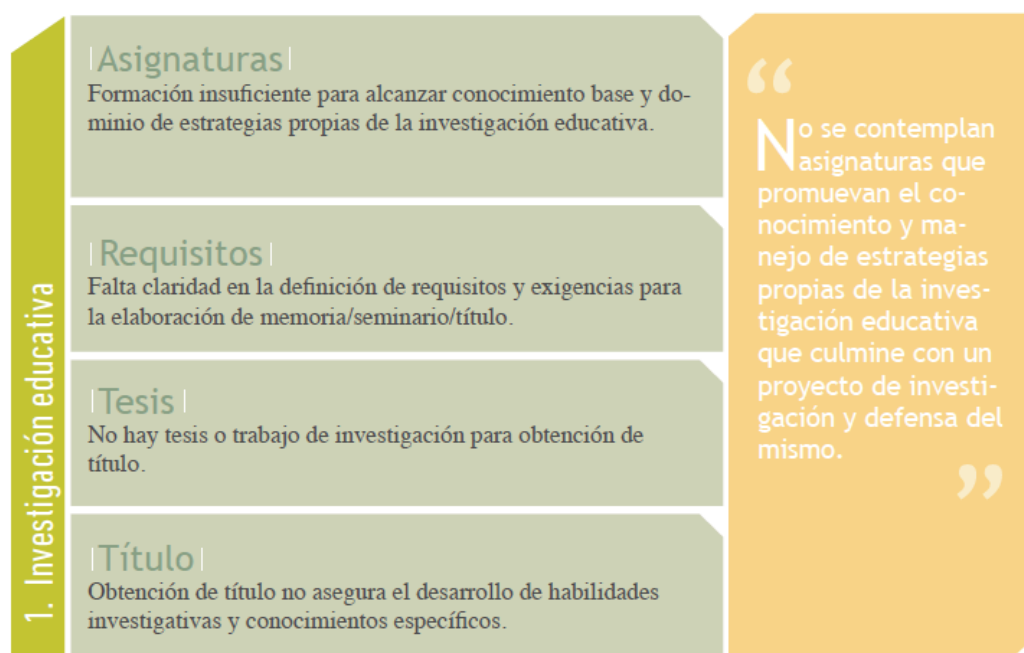 1. Investigación educativa
|Asignaturas|
Formación insuficiente para alcanzar conocimiento base y do-
minio de estrategias propias de la investigación educativa.
|Requisitos|
Falta claridad en la definición de requisitos y exigencias para
la elaboración de memoria/seminario/título.
|Tesis|
No hay tesis o trabajo de investigación para obtención de
título.
|Título|
Obtención de título no asegura el desarrollo de habilidades
investigativas y conocimientos específicos.
“
No se contemplan
asignaturas que
promuevan el co-
nocimiento y ma-
nejo de estrategias
propias de la inves-
tigación educativa
que culmine con un
proyecto de investi-
gación y defensa del
mismo.
”